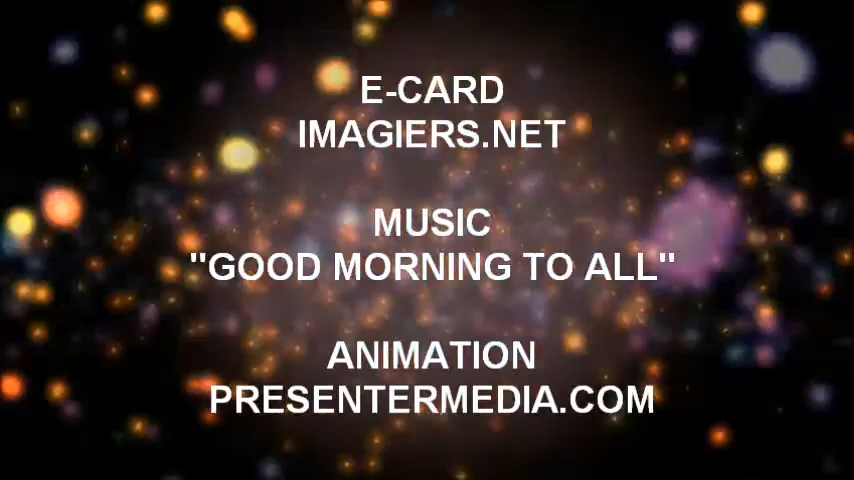 E-CARD
IMAGIERS.NET
MUSIC
"GOOD MORNING TO ALL"
ANIMATION
PRESENTERMEDIA.COM